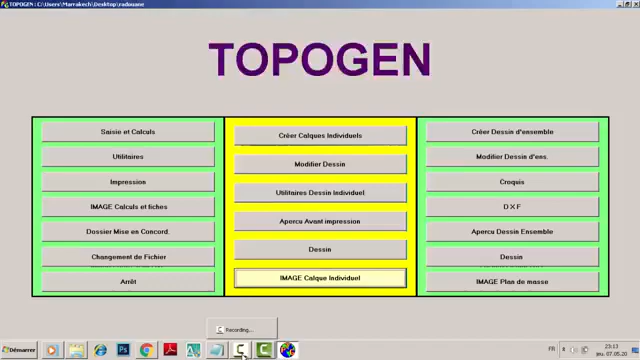 TOPOGEN : C:\Users\Marrakech\Desktop\radouane
TOPOGEN
Saisie et Calculs
Utilitaires
Impression
IMAGE Calculs et fiches
Dossier Mise en Concord.
Changement de Fichier
Arrêt
Créer Calques Individuels
Modifier Dessin
Utilitaires Dessin Individuel
Apercu Avant impression
Dessin
IMAGE Calque Individuel
Créer Dessin d'ensemble
Modifier Dessin d'ens.
Croquis
D X F
Apercu Dessin Ensemble
Dessin
IMAGE Plan de masse
Recording...
Démarrer
Ps
FR
23:13
jeu. 07.05.20